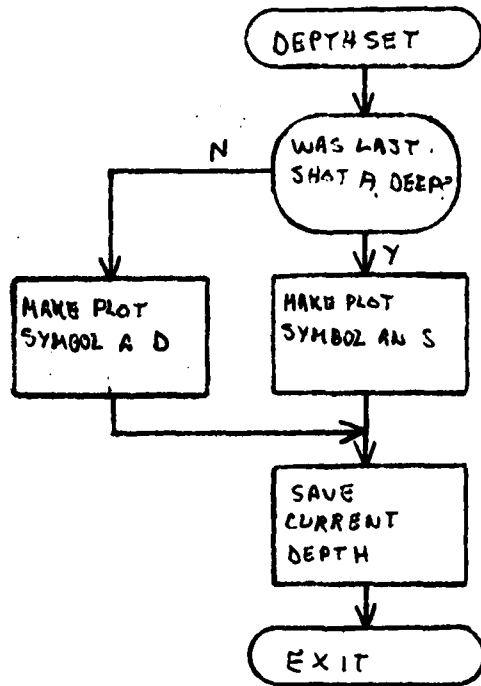 DEPTHSET
WAS LAST
SHOT A DEEP?
N
Y
MAKE PLOT
SYMBOL A D
MAKE PLOT
SYMBOL AN S
SAVE
CURRENT
DEPTH
EXIT